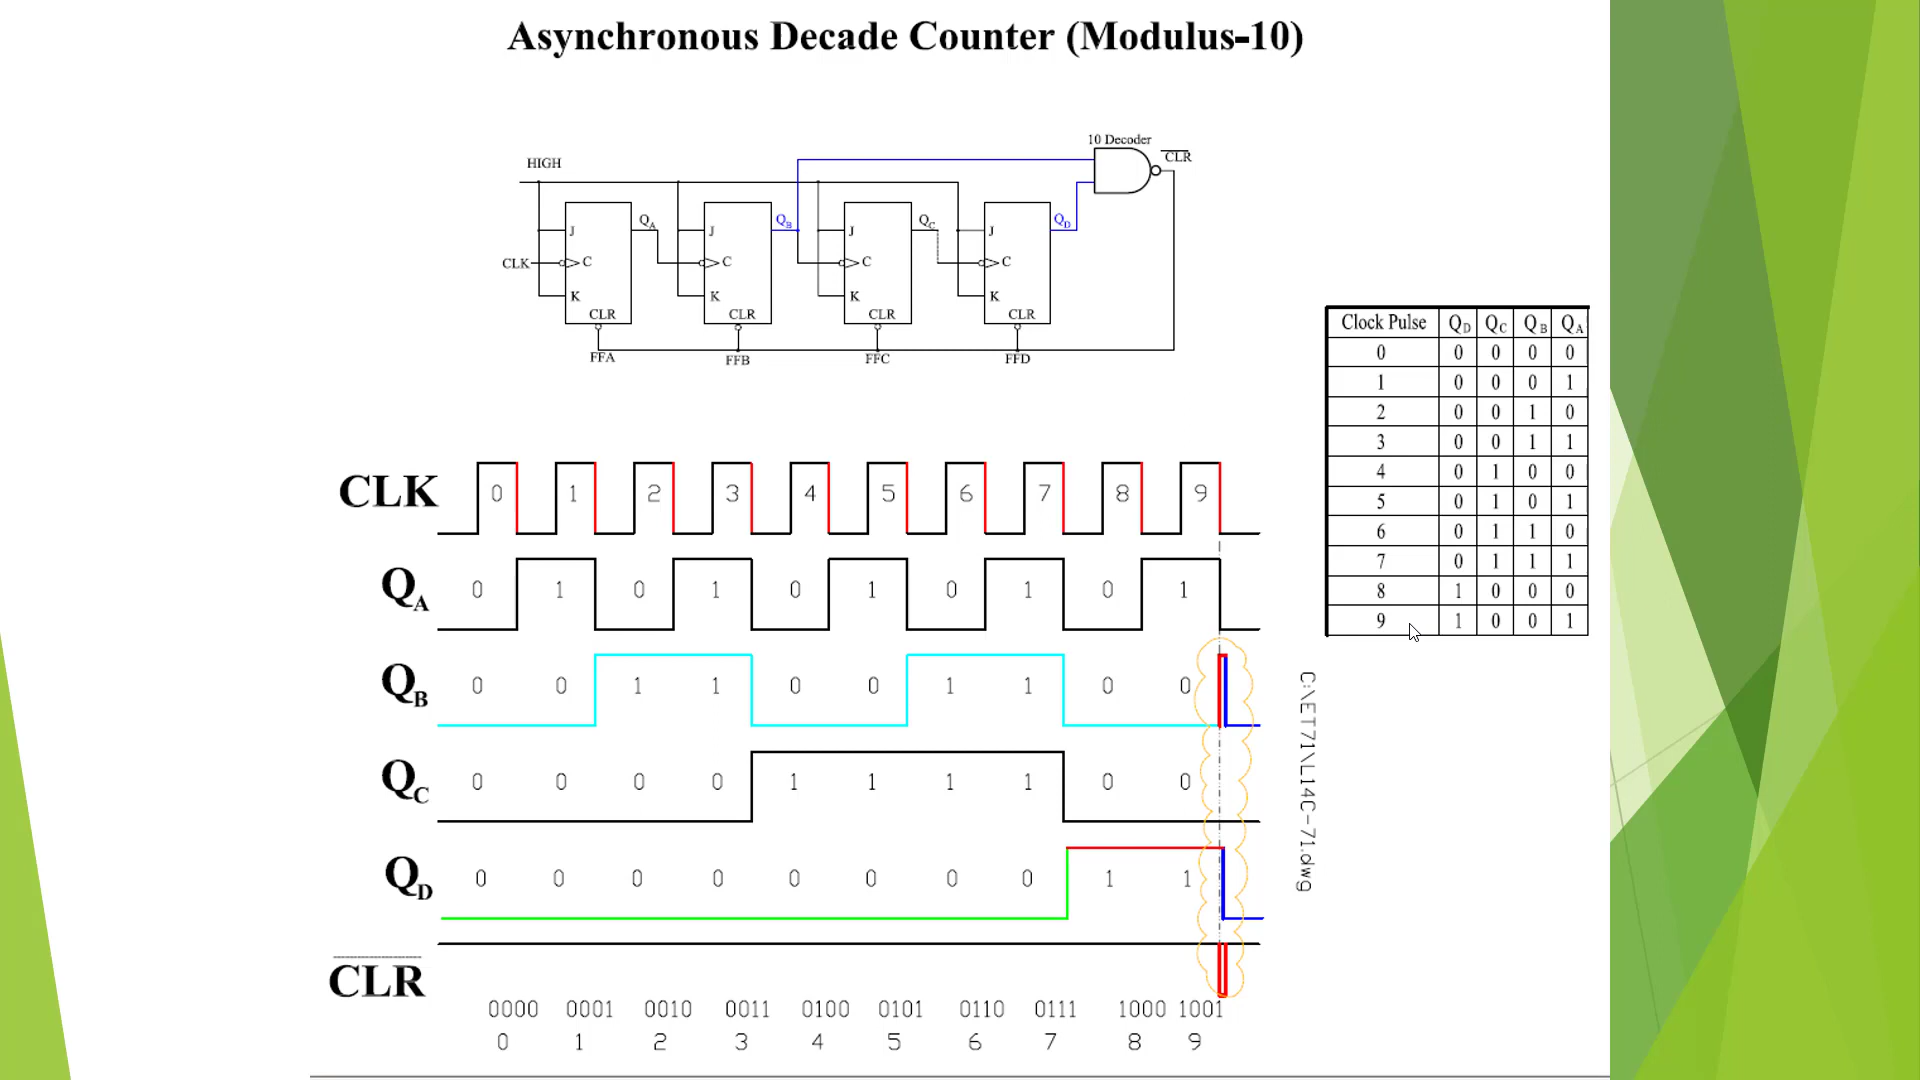 Asynchronous Decade Counter (Modulus-10)
10 Decoder
CLR
HIGH
QA QB QC QD
J J J J
CLK C C C C
K K K K
CLR CLR CLR CLR
FFA FFB FFC FFD
Clock Pulse QD QC QB QA
0 0 0 0 0
1 0 0 0 1
2 0 0 1 0
3 0 0 1 1
4 0 1 0 0
5 0 1 0 1
6 0 1 1 0
7 0 1 1 1
8 1 0 0 0
9 1 0 0 1
CLK 0 1 2 3 4 5 6 7 8 9
QA 0 1 0 1 0 1 0 1 0 1
QB 0 0 1 1 0 0 1 1 0 0
QC 0 0 0 0 1 1 1 1 0 0
QD 0 0 0 0 0 0 0 0 1 1
CLR
0000 0001 0010 0011 0100 0101 0110 0111 1000 1001
0 1 2 3 4 5 6 7 8 9
C:\ET71\L14C-71.dwg